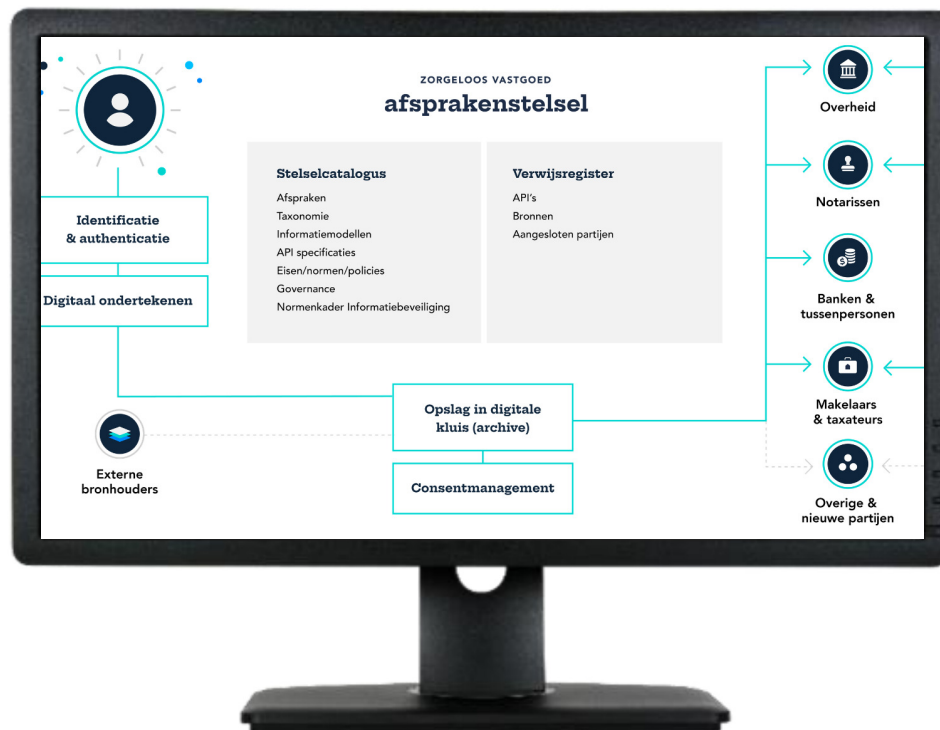 ZORGELOOS VASTGOED
afsprakenstelsel
Stelselcatalogus
Afspraken
Taxonomie
Informatiemodellen
API specificaties
Eisen/normen/policies
Governance
Normenkader Informatiebeveiliging
Verwijsregister
API's
Bronnen
Aangesloten partijen
Identificatie
& authenticatie
Digitaal ondertekenen
Externe
bronhouders
Opslag in digitale
kluis (archive)
Consentmanagement
Overheid
Notarissen
Banken &
tussenpersonen
Makelaars
& taxateurs
Overige &
nieuwe partijen